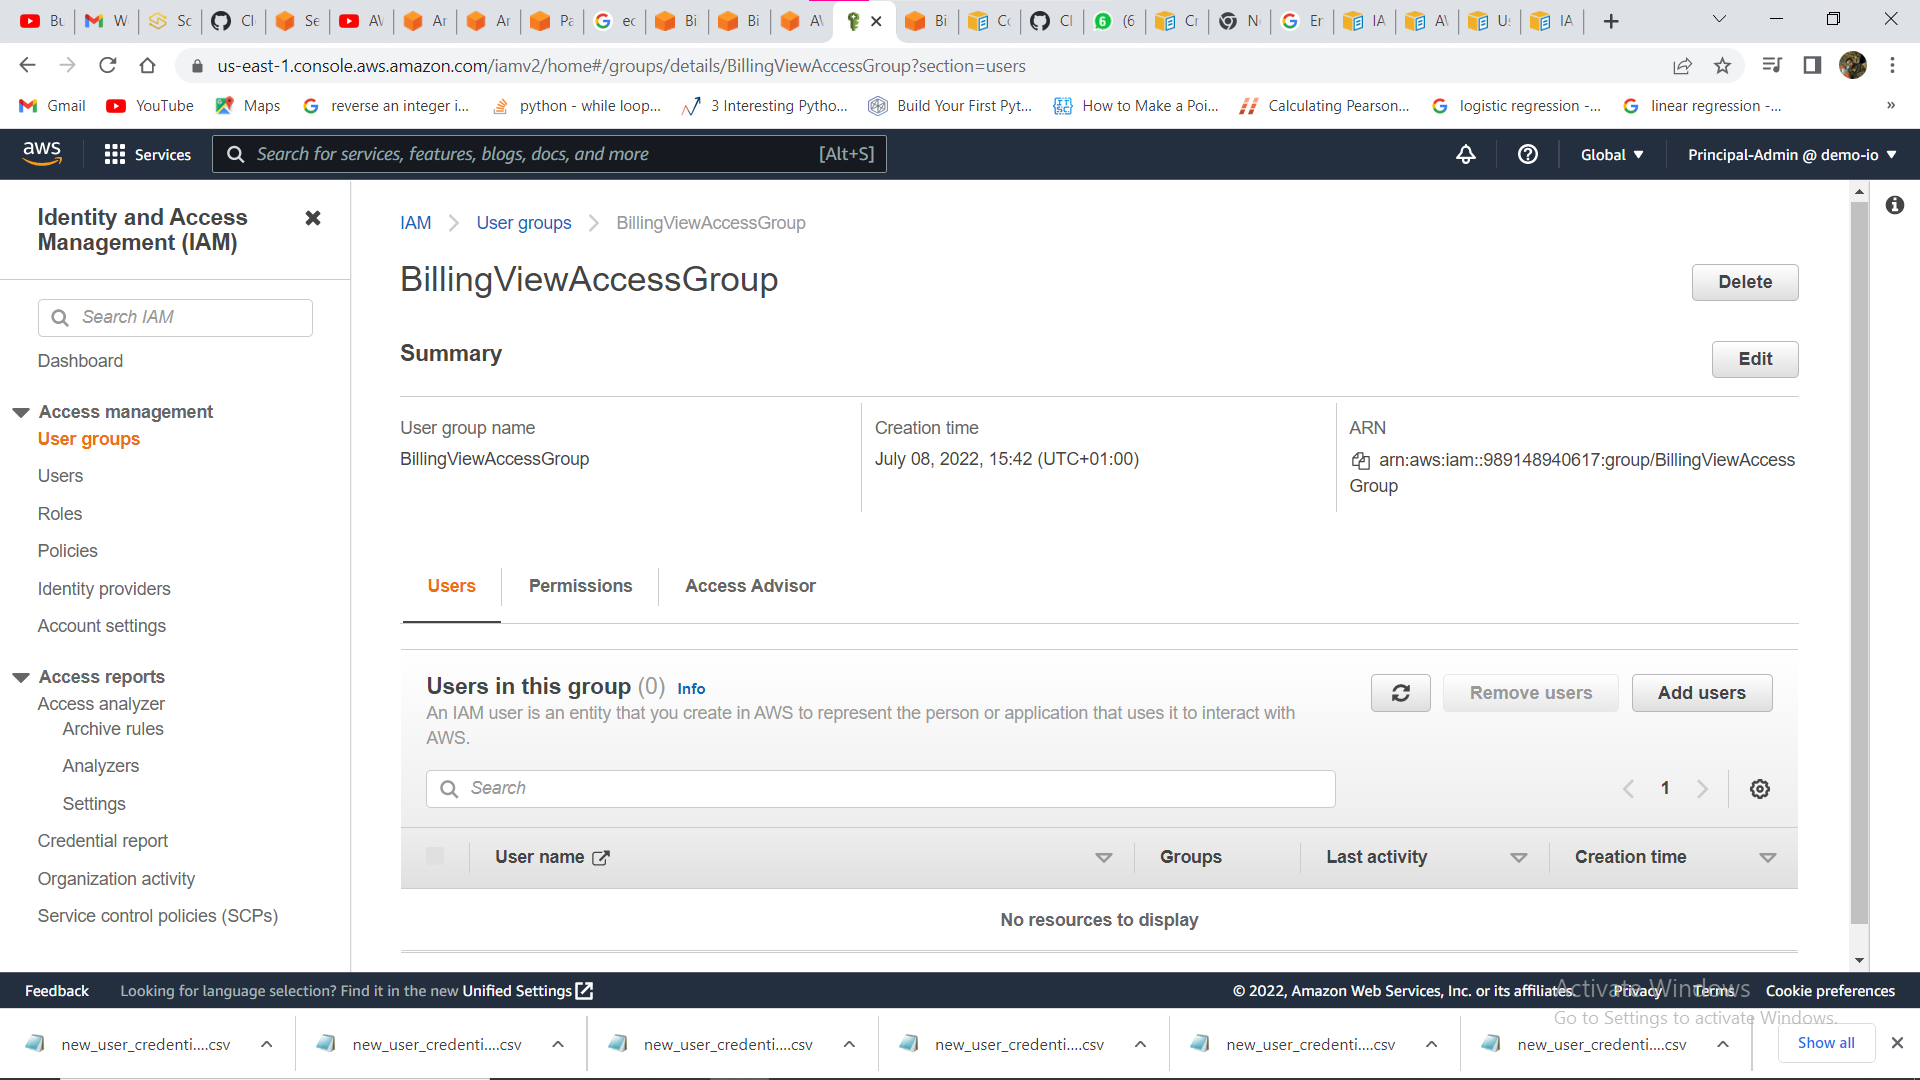 Bu W Sc Cl Se AV Ar Ar Pa ec Bi Bi AV Bi Co Cl (6 Cr N Er IA AV Us IA
us-east-1.console.aws.amazon.com/iamv2/home#/groups/details/BillingViewAccessGroup?section=users
Gmail YouTube Maps reverse an integer i... python - while loop... 3 Interesting Pytho... Build Your First Pyt... How to Make a Poi... Calculating Pearson... logistic regression -... linear regression -... »
aws Services Search for services, features, blogs, docs, and more [Alt+S] Global Principal-Admin @ demo-io
Identity and Access
Management (IAM)
Search IAM
Dashboard
Access management
User groups
Users
Roles
Policies
Identity providers
Account settings
Access reports
Access analyzer
Archive rules
Analyzers
Settings
Credential report
Organization activity
Service control policies (SCPs)
IAM User groups BillingViewAccessGroup
BillingViewAccessGroup
Delete
Summary
Edit
User group name
BillingViewAccessGroup
Creation time
July 08, 2022, 15:42 (UTC+01:00)
ARN
arn:aws:iam::989148940617:group/BillingViewAccess
Group
Users Permissions Access Advisor
Users in this group (0) Info
An IAM user is an entity that you create in AWS to represent the person or application that uses it to interact with
AWS.
Remove users Add users
Search
1
User name Groups Last activity Creation time
No resources to display
Feedback Looking for language selection? Find it in the new Unified Settings © 2022, Amazon Web Services, Inc. or its affiliates. Privacy Terms Cookie preferences
Activate Windows
Go to Settings to activate Windows.
new_user_credenti....csv new_user_credenti....csv new_user_credenti....csv new_user_credenti....csv new_user_credenti....csv new_user_credenti....csv Show all